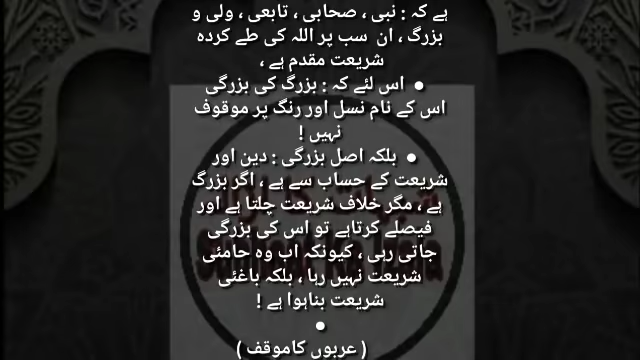 ہے کہ : نبی ، صحابی ، تابعی ، ولی و
بزرگ ، ان سب پر اللہ کی طے کردہ
شریعت مقدم ہے ،
● اس لئے کہ : بزرگ کی بزرگی
اس کے نام نسل اور رنگ پر موقوف
نہیں !
● بلکہ اصل بزرگی : دین اور
شریعت کے حساب سے ہے ، اگر بزرگ
ہے ، مگر خلاف شریعت چلتا ہے اور
فیصلے کرتاہے تو اس کی بزرگی
جاتی رہی ، کیونکہ اب وہ حامئی
شریعت نہیں رہا ، بلکہ باغئی
شریعت بناہوا ہے !
●
( عربوں کاموقف )